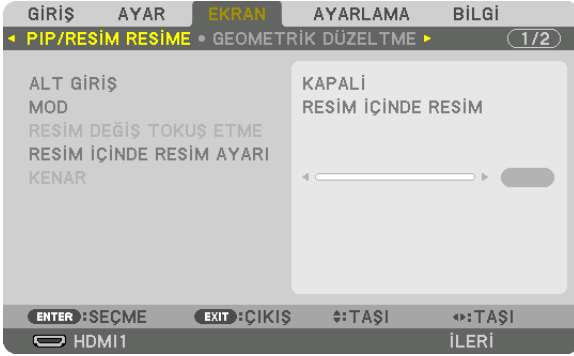 GİRİŞ AYAR EKRAN AYARLAMA BİLGİ
PIP/RESİM RESİME • GEOMETRİK DÜZELTME 1/2
ALT GİRİŞ KAPALI
MOD RESIM İÇİNDE RESIM
RESİM DEĞİŞ TOKUŞ ETME
RESİM İÇİNDE RESİM AYARI
KENAR
ENTER :SEÇME EXIT :ÇIKIŞ :TAŞI :TAŞI
HDMI1 İLERİ